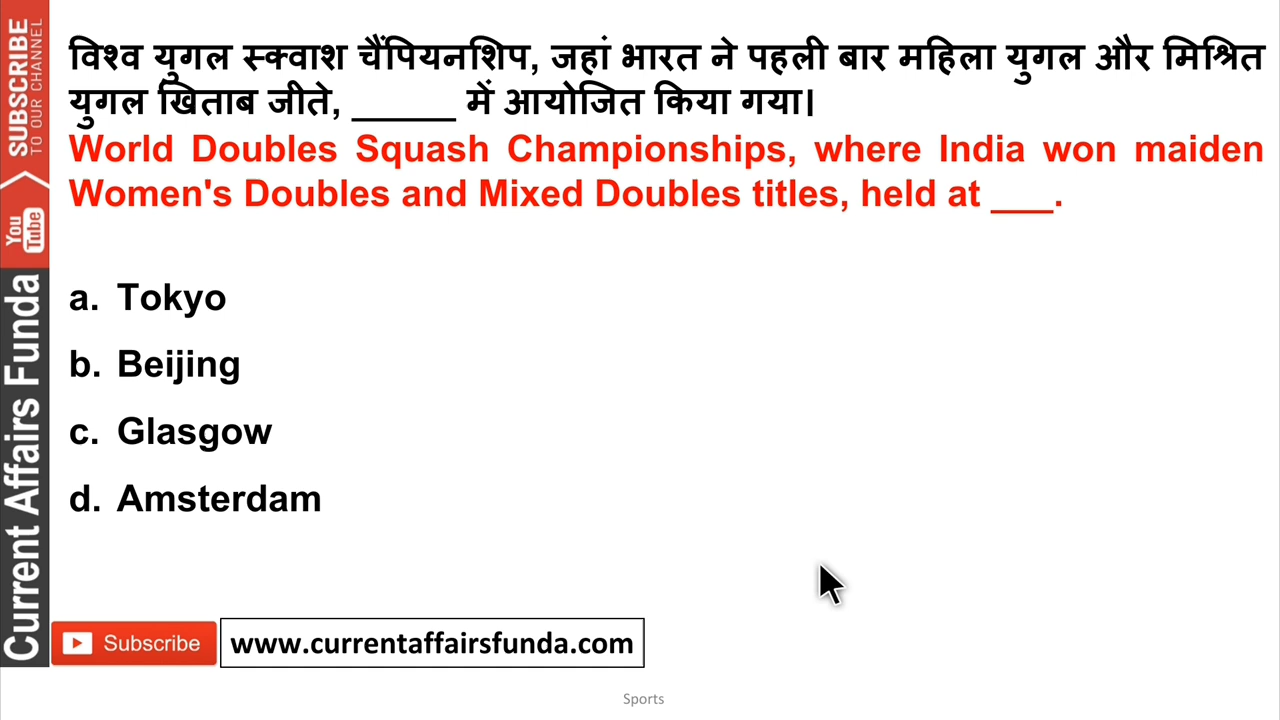 विश्व युगल स्क्वाश चैंपियनशिप, जहां भारत ने पहली बार महिला युगल और मिश्रित
युगल खिताब जीते, _____ में आयोजित किया गया।
World Doubles Squash Championships, where India won maiden
Women's Doubles and Mixed Doubles titles, held at ___.
a. Tokyo
b. Beijing
c. Glasgow
d. Amsterdam
SUBSCRIBE
TO OUR CHANNEL
You
Tube
Current Affairs Funda
Subscribe
www.currentaffairsfunda.com
Sports